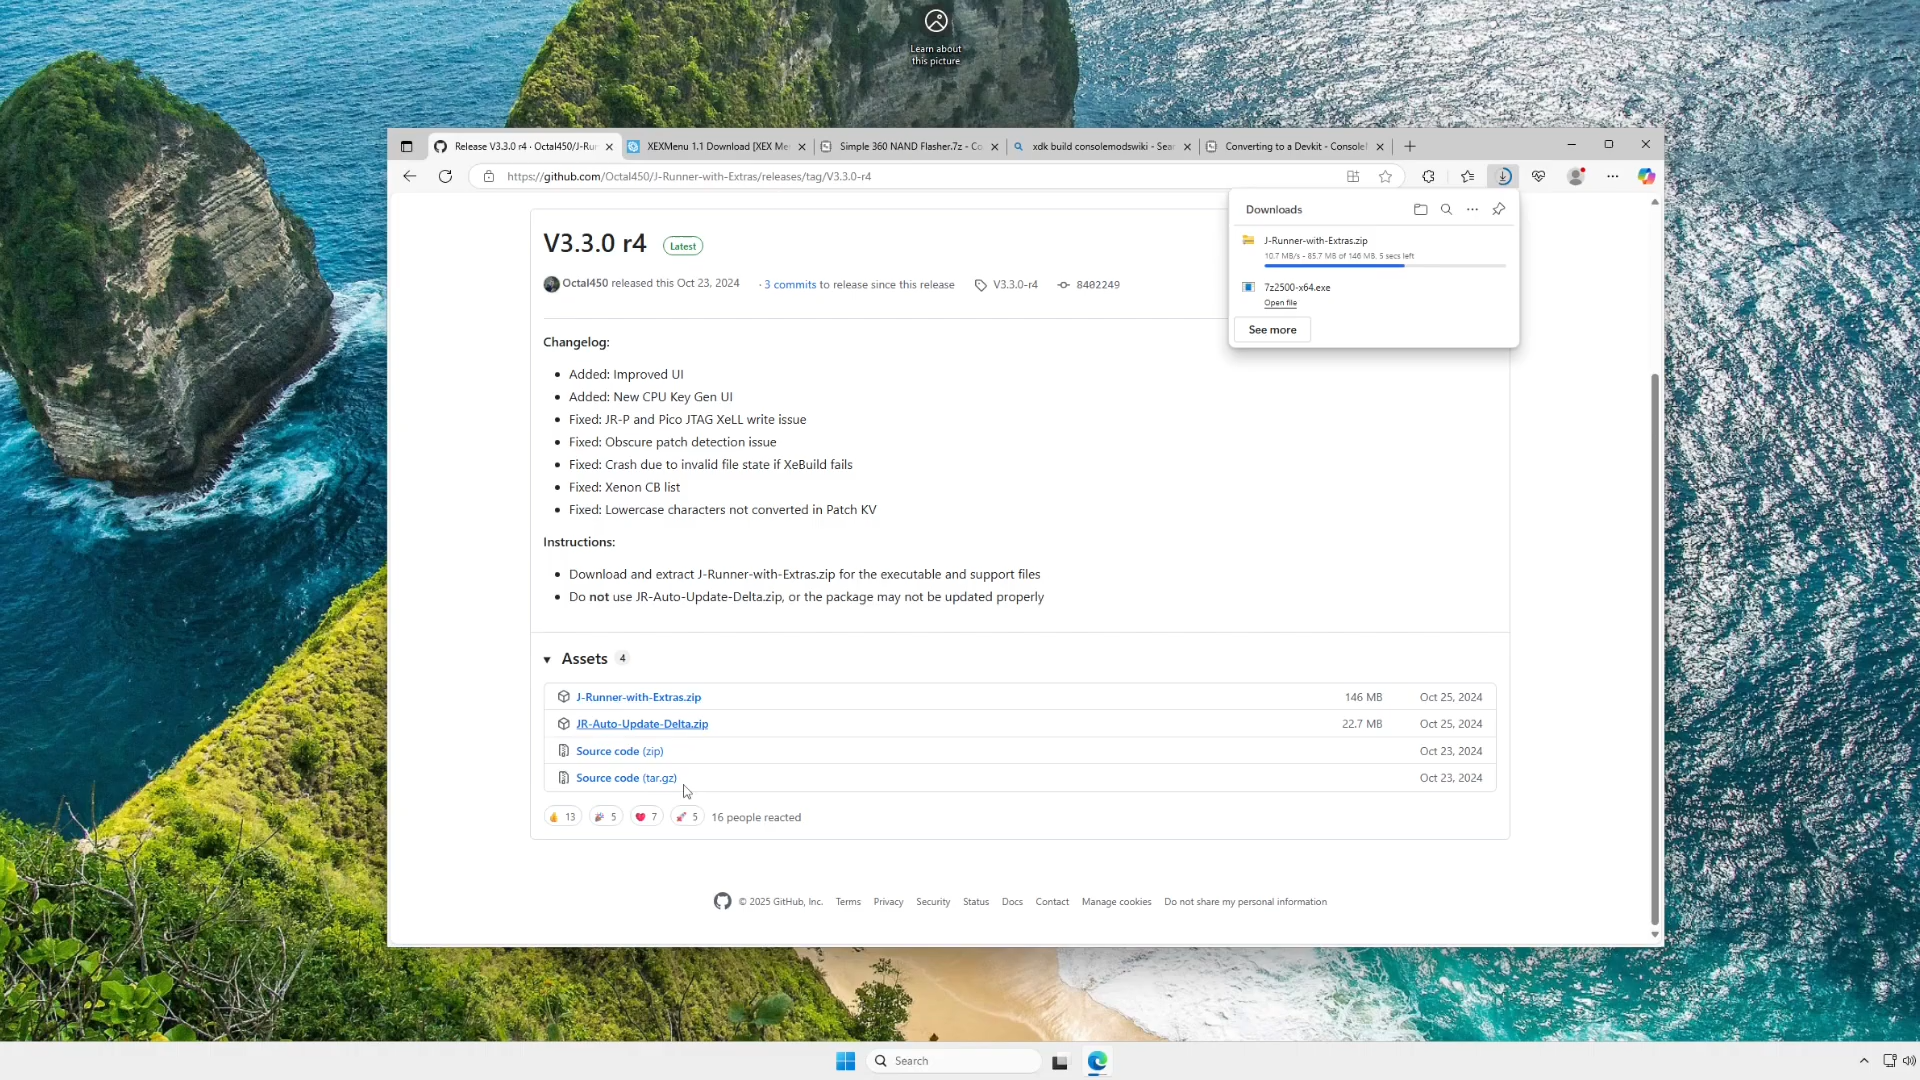 Learn about
this picture
Release V3.3.0 r4 · Octal450/J-Run
XEXMenu 1.1 Download [XEX Me
Simple 360 NAND Flasher.7z - Co
xdk build consolemodswiki - Sear
Converting to a Devkit - ConsoleM
https://github.com/Octal450/J-Runner-with-Extras/releases/tag/V3.3.0-r4
Downloads
J-Runner-with-Extras.zip
10.7 MB/s - 85.7 MB of 146 MB, 5 secs left
7z2500-x64.exe
Open file
See more
V3.3.0 r4 Latest
Octal450 released this Oct 23, 2024 · 3 commits to release since this release V3.3.0-r4 8402249
Changelog:
• Added: Improved UI
• Added: New CPU Key Gen UI
• Fixed: JR-P and Pico JTAG XeLL write issue
• Fixed: Obscure patch detection issue
• Fixed: Crash due to invalid file state if XeBuild fails
• Fixed: Xenon CB list
• Fixed: Lowercase characters not converted in Patch KV
Instructions:
• Download and extract J-Runner-with-Extras.zip for the executable and support files
• Do not use JR-Auto-Update-Delta.zip, or the package may not be updated properly
Assets 4
J-Runner-with-Extras.zip 146 MB Oct 25, 2024
JR-Auto-Update-Delta.zip 22.7 MB Oct 25, 2024
Source code (zip) Oct 23, 2024
Source code (tar.gz) Oct 23, 2024
13 5 7 5 16 people reacted
© 2025 GitHub, Inc. Terms Privacy Security Status Docs Contact Manage cookies Do not share my personal information
Search